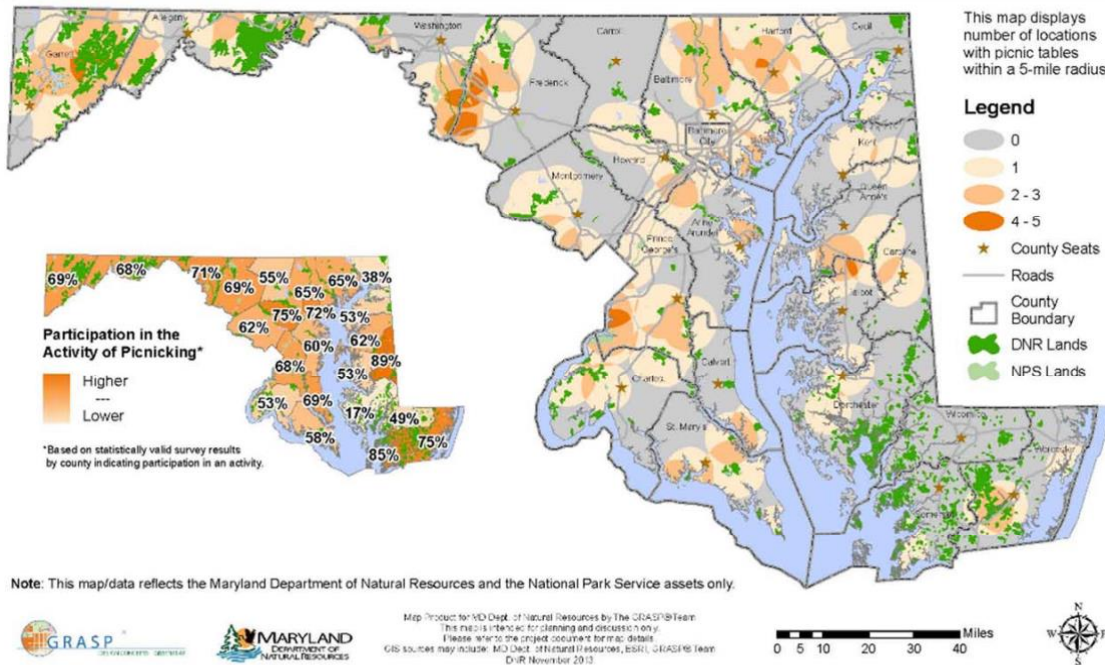 This map displays
number of locations
with picnic tables
within a 5-mile radius
Legend
0
1
2 - 3
4 - 5
County Seats
Roads
County
Boundary
DNR Lands
NPS Lands
Garrett
Allegany
Washington
Frederick
Carroll
Baltimore
Harford
Cecil
Baltimore
City
Howard
Montgomery
Kent
Queen
Anne's
Anne
Arundel
Prince
George's
Caroline
Talbot
Calvert
Charles
Dorchester
St. Mary's
Wicomico
Worcester
Somerset
69%
68%
71%
69%
55%
65%
65%
38%
75%
72%
53%
62%
62%
60%
89%
68%
53%
53%
69%
17%
49%
75%
58%
85%
Participation in the
Activity of Picnicking*
Higher
---
Lower
*Based on statistically valid survey results
by county indicating participation in an activity.
Note: This map/data reflects the Maryland Department of Natural Resources and the National Park Service assets only.
GRASP
MARYLAND
DEPARTMENT OF
NATURAL RESOURCES
Map Product for MD Dept. of Natural Resources by The GRASP® Team
This map is intended for planning and discussion only.
Please refer to the project document for map details
GIS sources may include: MD Dept. of Natural Resources, ESRI, GRASP® Team
DNR November 2013
0 5 10 20 30 40 Miles
N
W
E
S